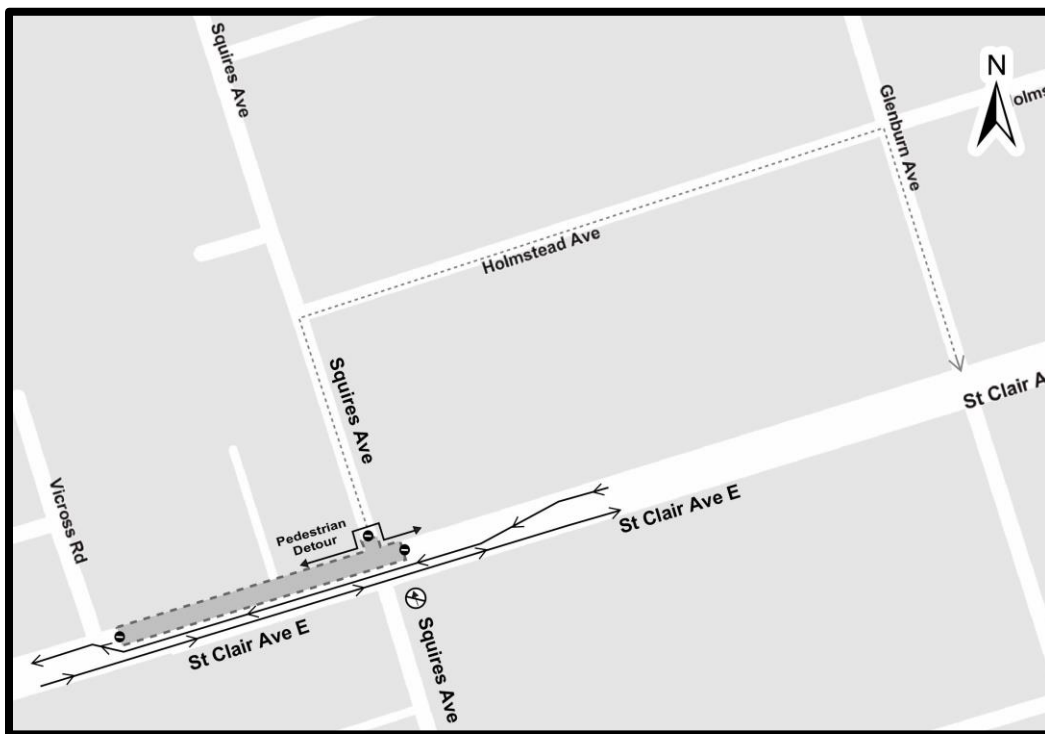 Squires Ave
Glenburn Ave
N
Holms
Holmstead Ave
Squires Ave
St Clair A
Vicross Rd
Pedestrian
Detour
St Clair Ave E
St Clair Ave E
Squires Ave